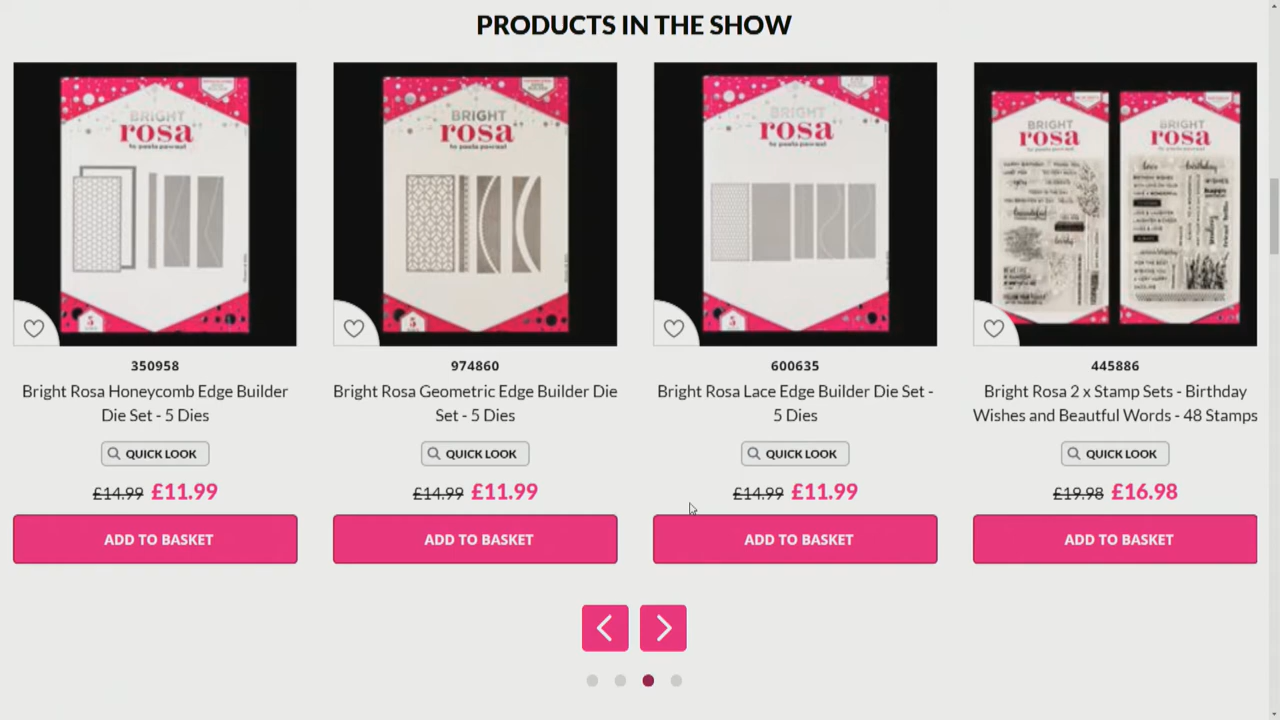 PRODUCTS IN THE SHOW
BRIGHT
rosa
BRIGHT
rosa
BRIGHT
rosa
BRIGHT
rosa
BRIGHT
rosa
5
5
5
350958
974860
600635
445886
Bright Rosa Honeycomb Edge Builder
Die Set - 5 Dies
Bright Rosa Geometric Edge Builder Die
Set - 5 Dies
Bright Rosa Lace Edge Builder Die Set -
5 Dies
Bright Rosa 2 x Stamp Sets - Birthday
Wishes and Beautful Words - 48 Stamps
QUICK LOOK
QUICK LOOK
QUICK LOOK
QUICK LOOK
£14.99 £11.99
£14.99 £11.99
£14.99 £11.99
£19.98 £16.98
ADD TO BASKET
ADD TO BASKET
ADD TO BASKET
ADD TO BASKET